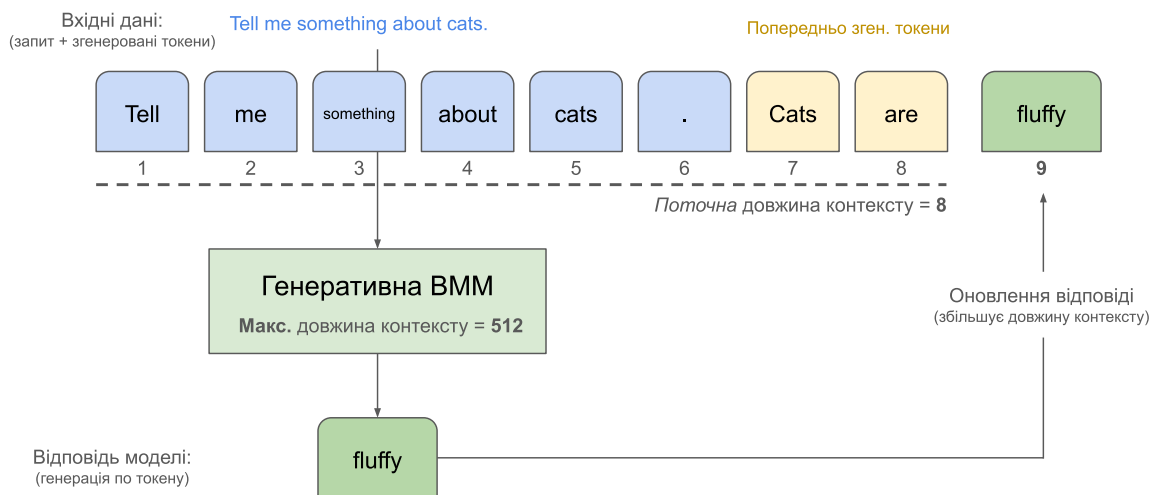 Вхідні дані:
(запит + згенеровані токени)
Tell me something about cats.
Попередньо зген. токени
Tell me something about cats . Cats are fluffy
1 2 3 4 5 6 7 8 9
Поточна довжина контексту = 8
Генеративна ВММ
Макс. довжина контексту = 512
Оновлення відповіді
(збільшує довжину контексту)
Відповідь моделі:
(генерація по токену)
fluffy